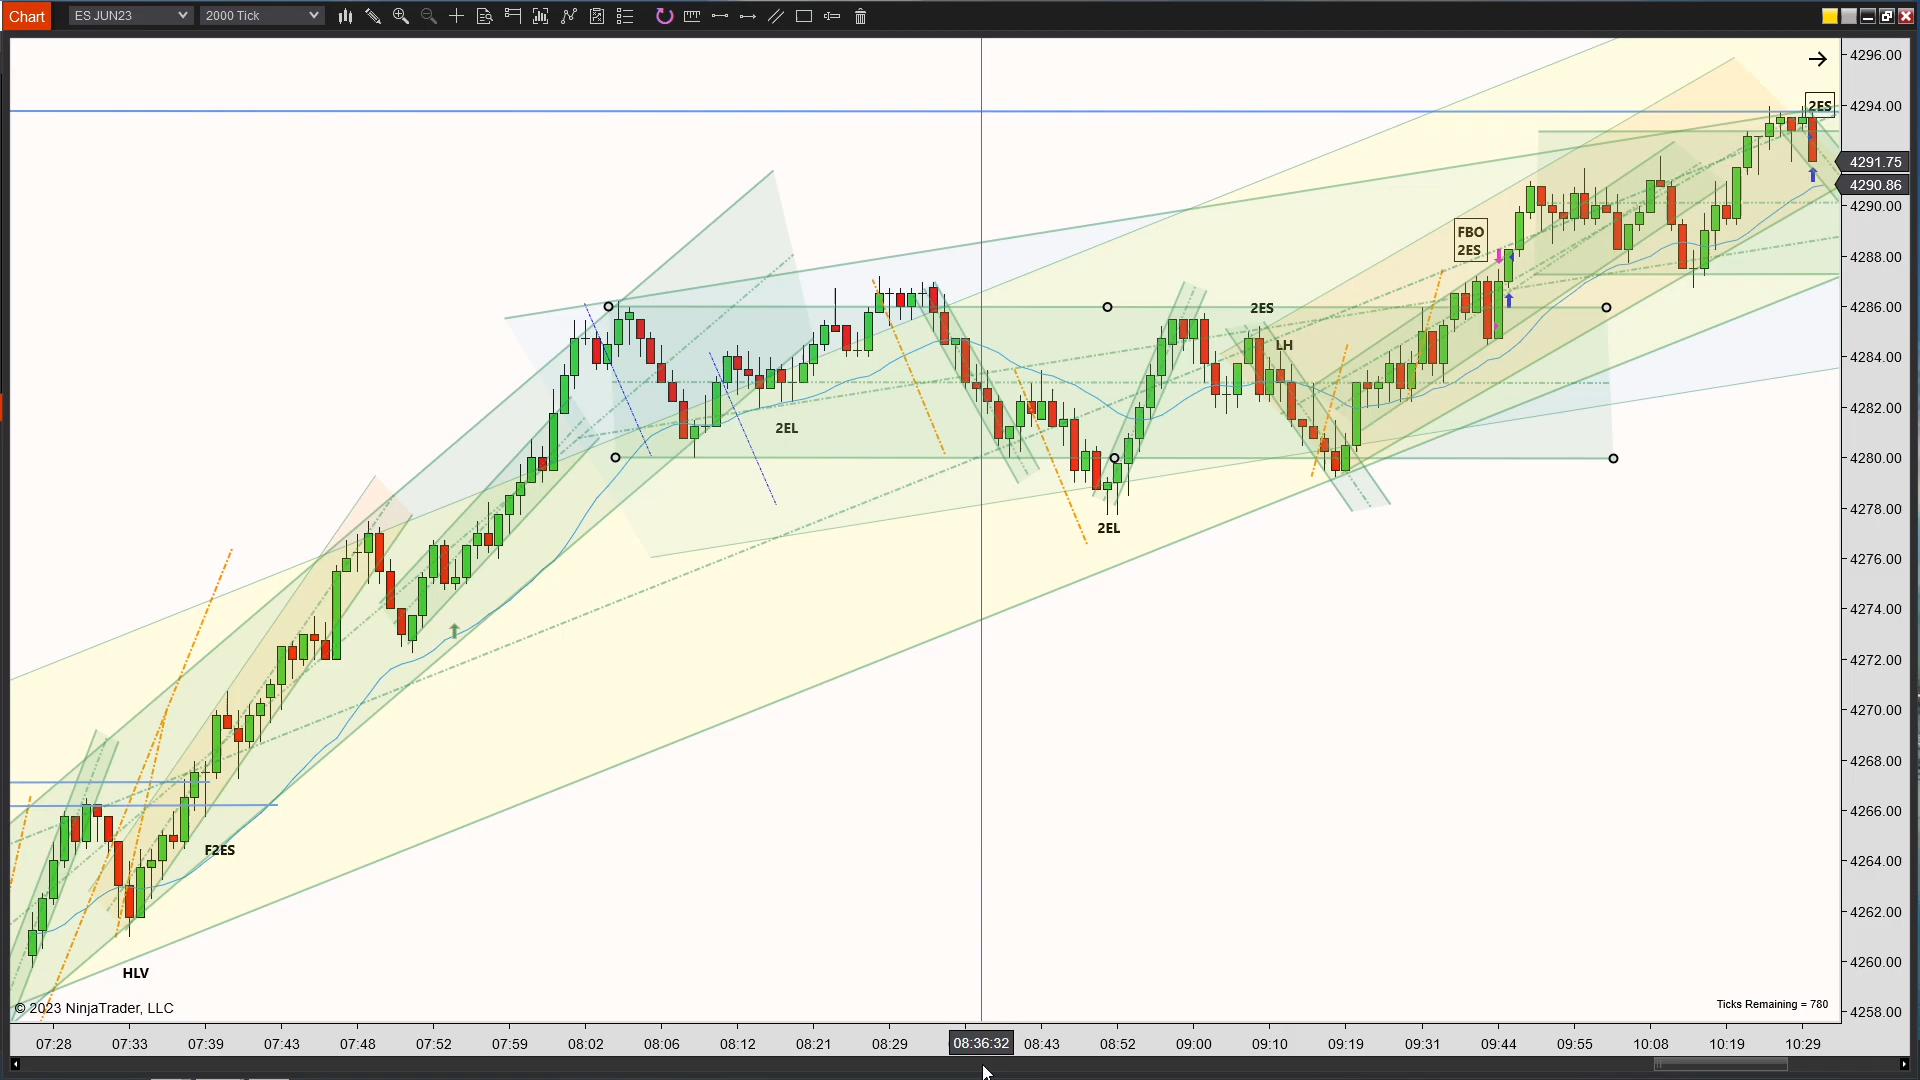 Chart
ES JUN23
2000 Tick
4296.00
2ES
4294.00
4291.75
4290.86
4290.00
FBO
2ES
4288.00
2ES
4286.00
LH
4284.00
4282.00
2EL
4280.00
4278.00
2EL
4276.00
4274.00
4272.00
4270.00
4268.00
4266.00
F2ES
4264.00
4262.00
HLV
4260.00
© 2023 NinjaTrader, LLC
Ticks Remaining = 780
4258.00
07:28 07:33 07:39 07:43 07:48 07:52 07:59 08:02 08:06 08:12 08:21 08:29 08:36:32 08:43 08:52 09:00 09:10 09:19 09:31 09:44 09:55 10:08 10:19 10:29